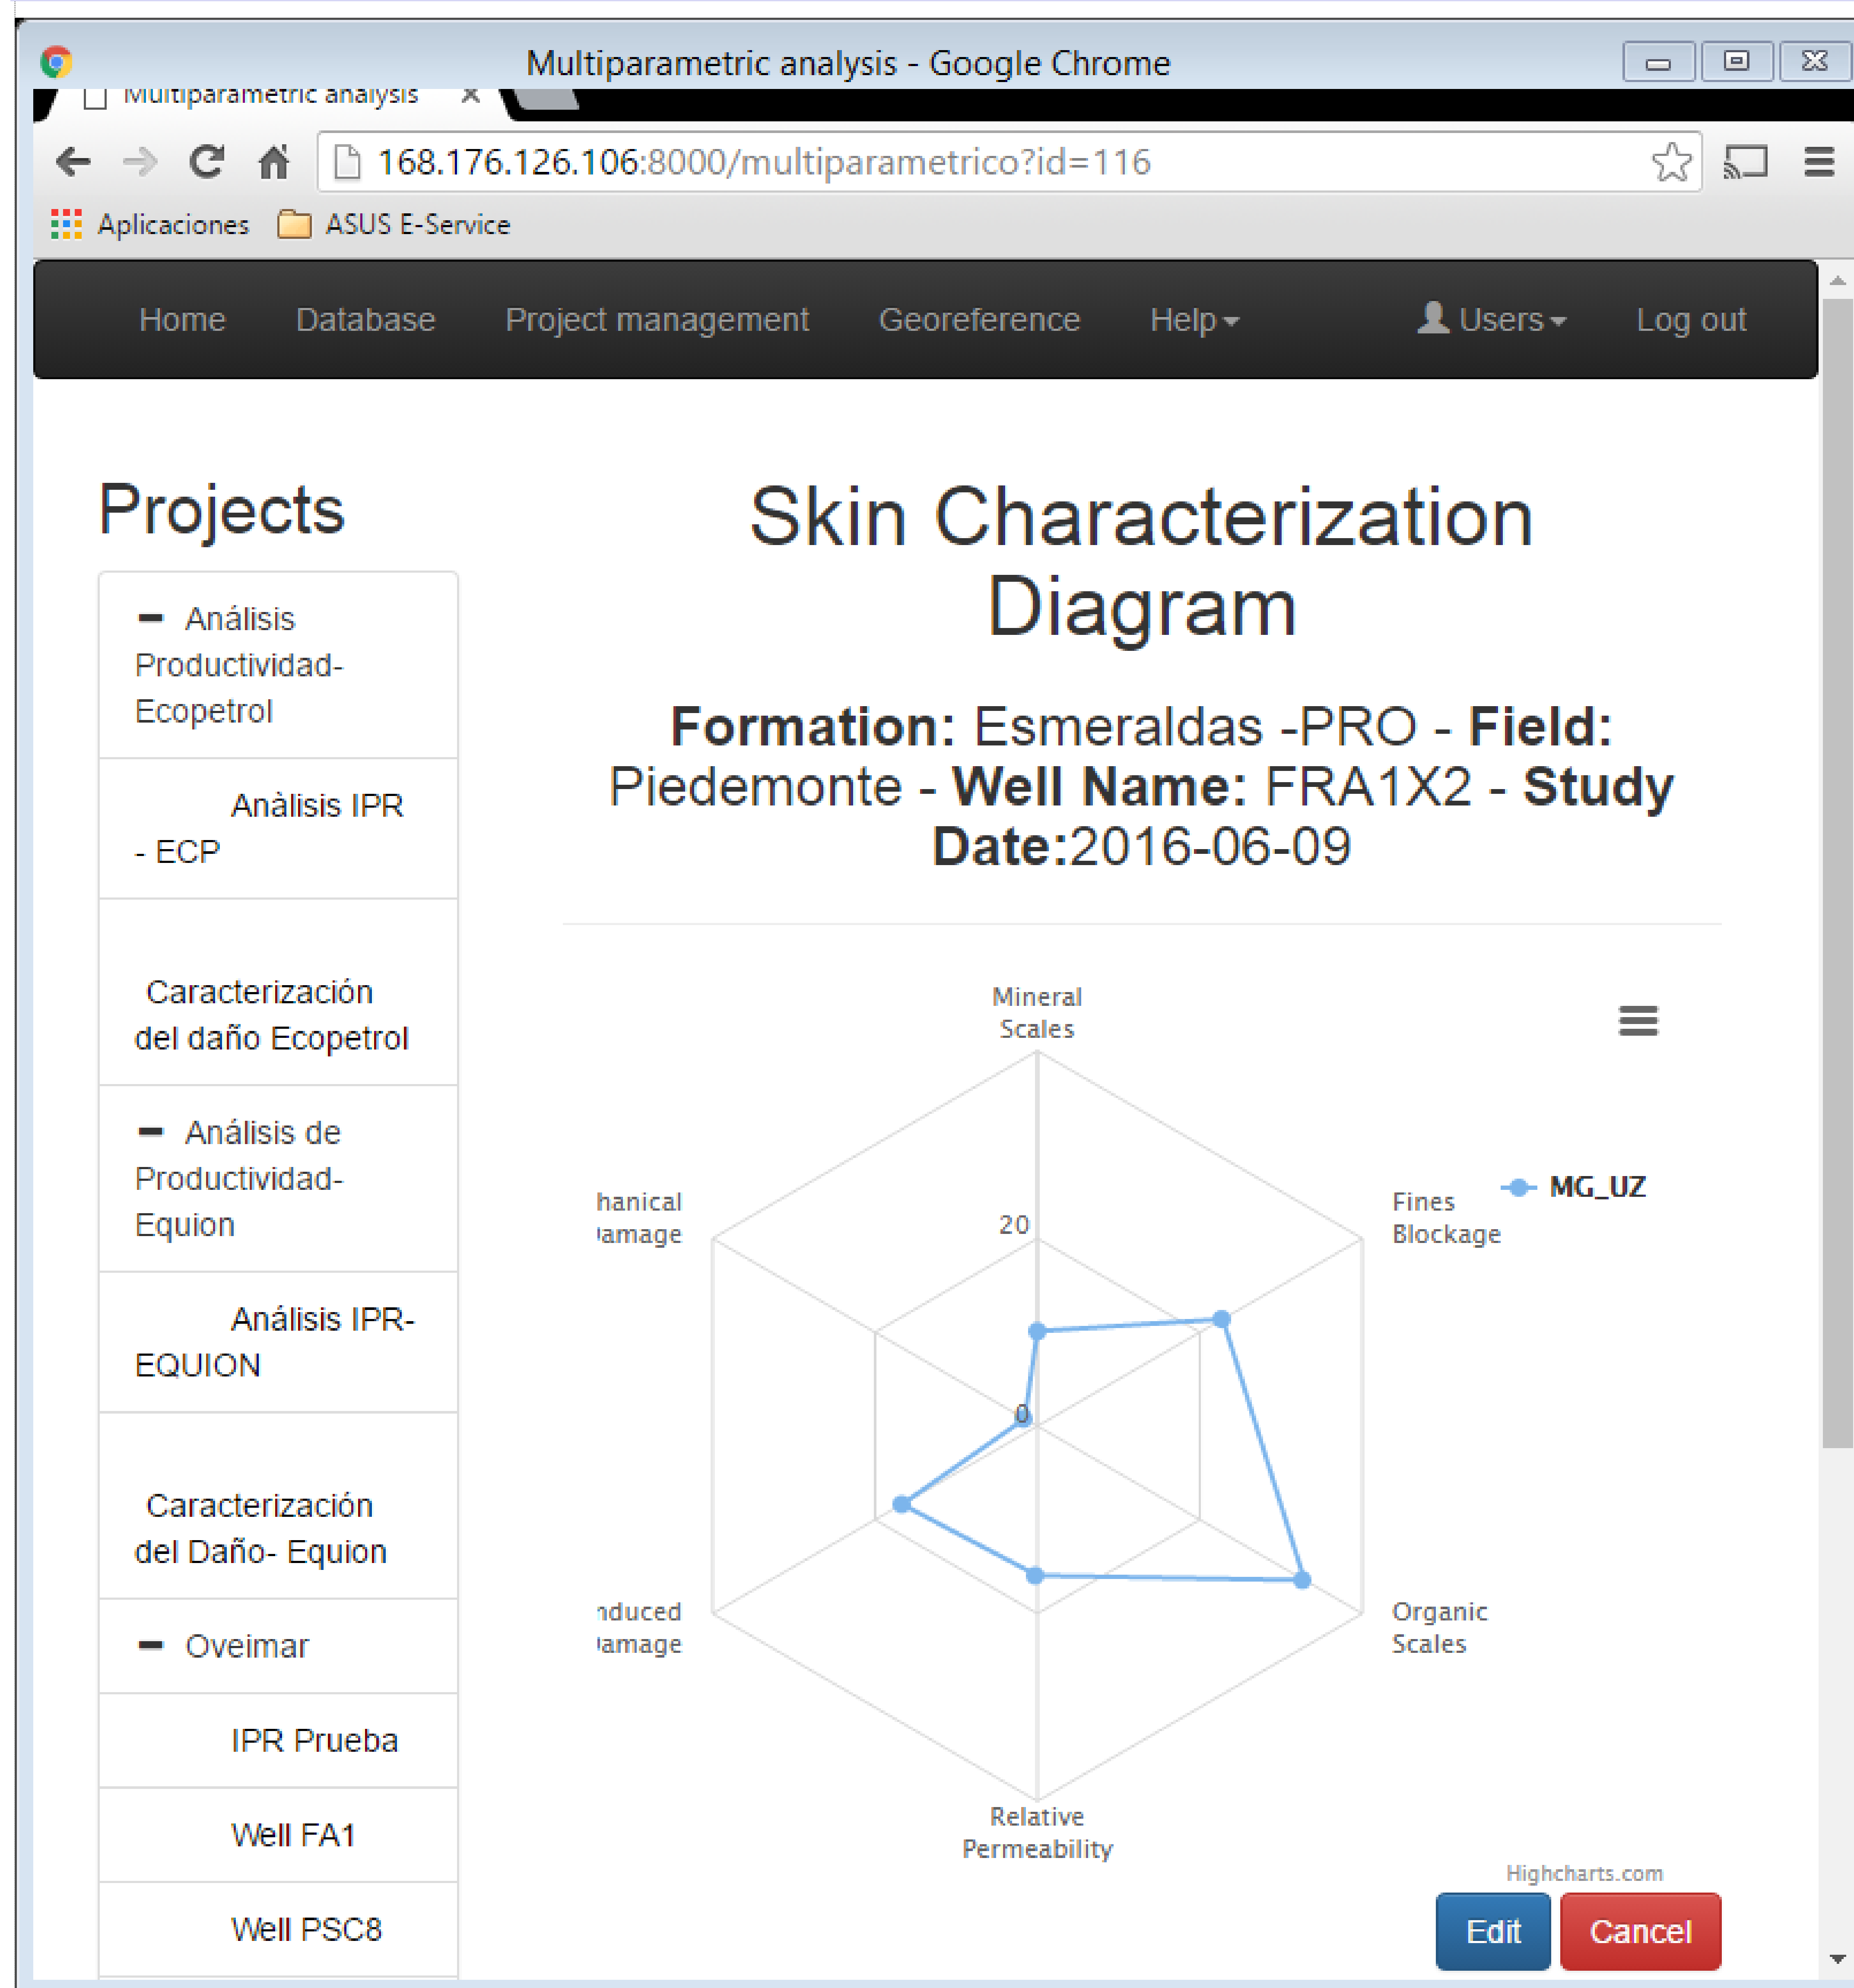 Multiparametric analysis - Google Chrome
Multiparametric analysis
168.176.126.106:8000/multiparametrico?id=116
Aplicaciones ASUS E-Service
Home Database Project management Georeference Help Users Log out
Projects
Análisis
Productividad-
Ecopetrol
Anàlisis IPR
- ECP
Caracterización
del daño Ecopetrol
Análisis de
Productividad-
Equion
Análisis IPR-
EQUION
Caracterización
del Daño- Equion
Oveimar
IPR Prueba
Well FA1
Well PSC8
Skin Characterization
Diagram
Formation: Esmeraldas -PRO - Field:
Piedemonte - Well Name: FRA1X2 - Study
Date:2016-06-09
Mineral
Scales
hanical
amage
20
Fines
Blockage
MG_UZ
0
nduced
amage
Organic
Scales
Relative
Permeability
Highcharts.com
Edit Cancel